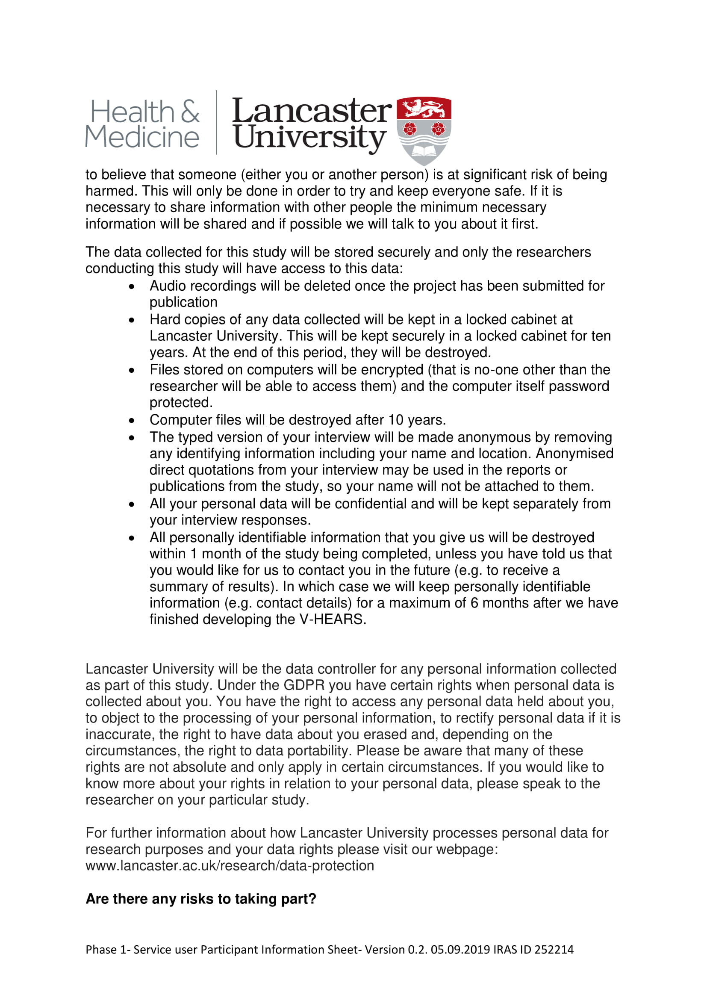 Health &
Medicine
Lancaster
University
to believe that someone (either you or another person) is at significant risk of being
harmed. This will only be done in order to try and keep everyone safe. If it is
necessary to share information with other people the minimum necessary
information will be shared and if possible we will talk to you about it first.
The data collected for this study will be stored securely and only the researchers
conducting this study will have access to this data:
• Audio recordings will be deleted once the project has been submitted for
publication
• Hard copies of any data collected will be kept in a locked cabinet at
Lancaster University. This will be kept securely in a locked cabinet for ten
years. At the end of this period, they will be destroyed.
• Files stored on computers will be encrypted (that is no-one other than the
researcher will be able to access them) and the computer itself password
protected.
• Computer files will be destroyed after 10 years.
• The typed version of your interview will be made anonymous by removing
any identifying information including your name and location. Anonymised
direct quotations from your interview may be used in the reports or
publications from the study, so your name will not be attached to them.
• All your personal data will be confidential and will be kept separately from
your interview responses.
• All personally identifiable information that you give us will be destroyed
within 1 month of the study being completed, unless you have told us that
you would like for us to contact you in the future (e.g. to receive a
summary of results). In which case we will keep personally identifiable
information (e.g. contact details) for a maximum of 6 months after we have
finished developing the V-HEARS.
Lancaster University will be the data controller for any personal information collected
as part of this study. Under the GDPR you have certain rights when personal data is
collected about you. You have the right to access any personal data held about you,
to object to the processing of your personal information, to rectify personal data if it is
inaccurate, the right to have data about you erased and, depending on the
circumstances, the right to data portability. Please be aware that many of these
rights are not absolute and only apply in certain circumstances. If you would like to
know more about your rights in relation to your personal data, please speak to the
researcher on your particular study.
For further information about how Lancaster University processes personal data for
research purposes and your data rights please visit our webpage:
www.lancaster.ac.uk/research/data-protection
Are there any risks to taking part?
Phase 1- Service user Participant Information Sheet- Version 0.2. 05.09.2019 IRAS ID 252214